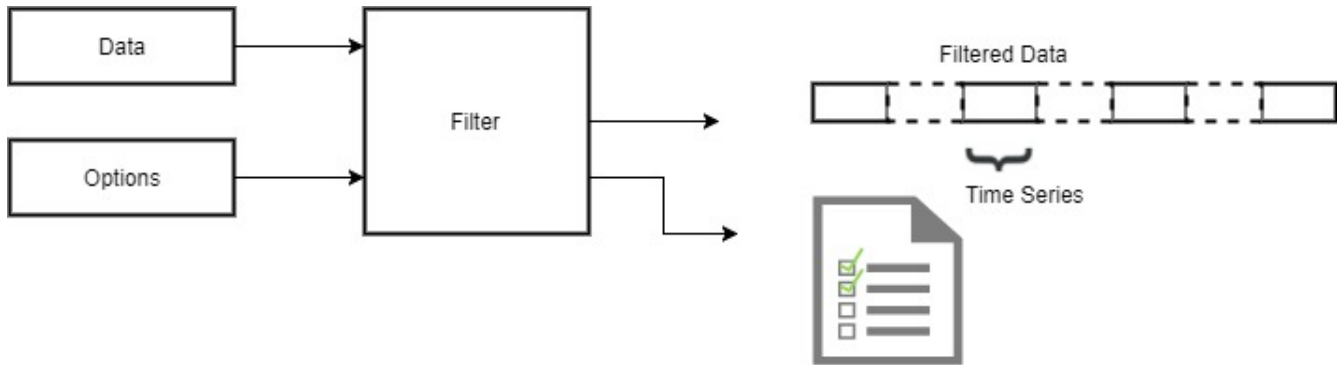 Data
Options
Filter
Filtered Data
Time Series